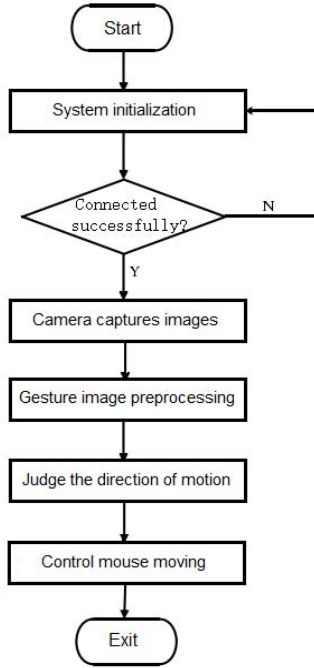 Start
System initialization
Connected
successfully?
N
Y
Camera captures images
Gesture image preprocessing
Judge the direction of motion
Control mouse moving
Exit